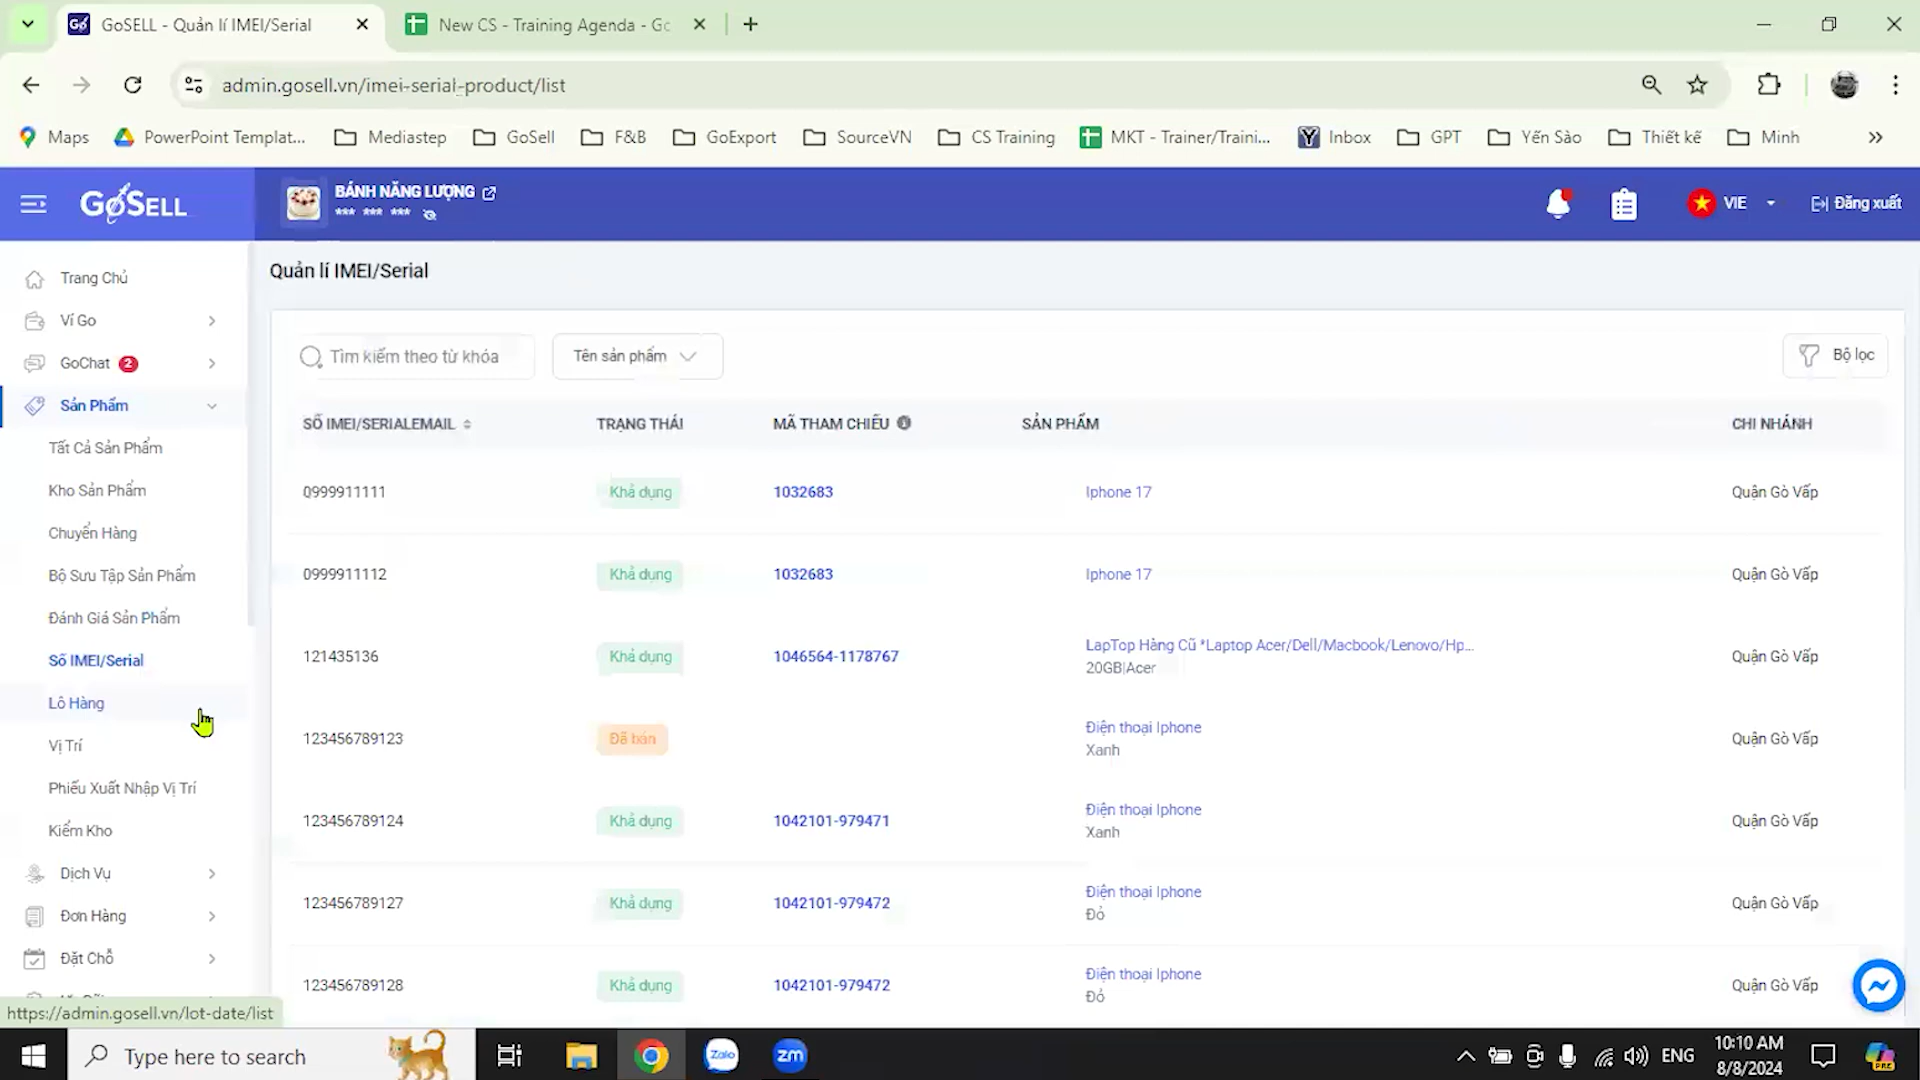 GoSELL - Quản lí IMEI/Serial
New CS - Training Agenda - Go
admin.gosell.vn/imei-serial-product/list
Maps
PowerPoint Templat...
Mediastep
GoSell
F&B
GoExport
SourceVN
CS Training
MKT - Trainer/Traini...
Inbox
GPT
Yến Sào
Thiết kế
Minh
GoSELL
BÁNH NĂNG LƯỢNG
*** *** ***
VIE
Đăng xuất
Trang Chủ
Ví Go
GoChat 2
Sản Phẩm
Tất Cả Sản Phẩm
Kho Sản Phẩm
Chuyển Hàng
Bộ Sưu Tập Sản Phẩm
Đánh Giá Sản Phẩm
Số IMEI/Serial
Lô Hàng
Vị Trí
Phiếu Xuất Nhập Vị Trí
Kiểm Kho
Dịch Vụ
Đơn Hàng
Đặt Chỗ
Quản lí IMEI/Serial
Tìm kiếm theo từ khóa
Tên sản phẩm
Bộ lọc
SỐ IMEI/SERIALEMAIL TRẠNG THÁI MÃ THAM CHIẾU SẢN PHẨM CHI NHÁNH
0999911111 Khả dụng 1032683 Iphone 17 Quận Gò Vấp
0999911112 Khả dụng 1032683 Iphone 17 Quận Gò Vấp
121435136 Khả dụng 1046564-1178767 LapTop Hàng Cũ *Laptop Acer/Dell/Macbook/Lenovo/Hp... Quận Gò Vấp
20GB|Acer
123456789123 Đã bán Điện thoại Iphone Quận Gò Vấp
Xanh
123456789124 Khả dụng 1042101-979471 Điện thoại Iphone Quận Gò Vấp
Xanh
123456789127 Khả dụng 1042101-979472 Điện thoại Iphone Quận Gò Vấp
Đỏ
123456789128 Khả dụng 1042101-979472 Điện thoại Iphone Quận Gò Vấp
Đỏ
https://admin.gosell.vn/lot-date/list
Type here to search
Zalo
zm
ENG
10:10 AM
8/8/2024
PRE